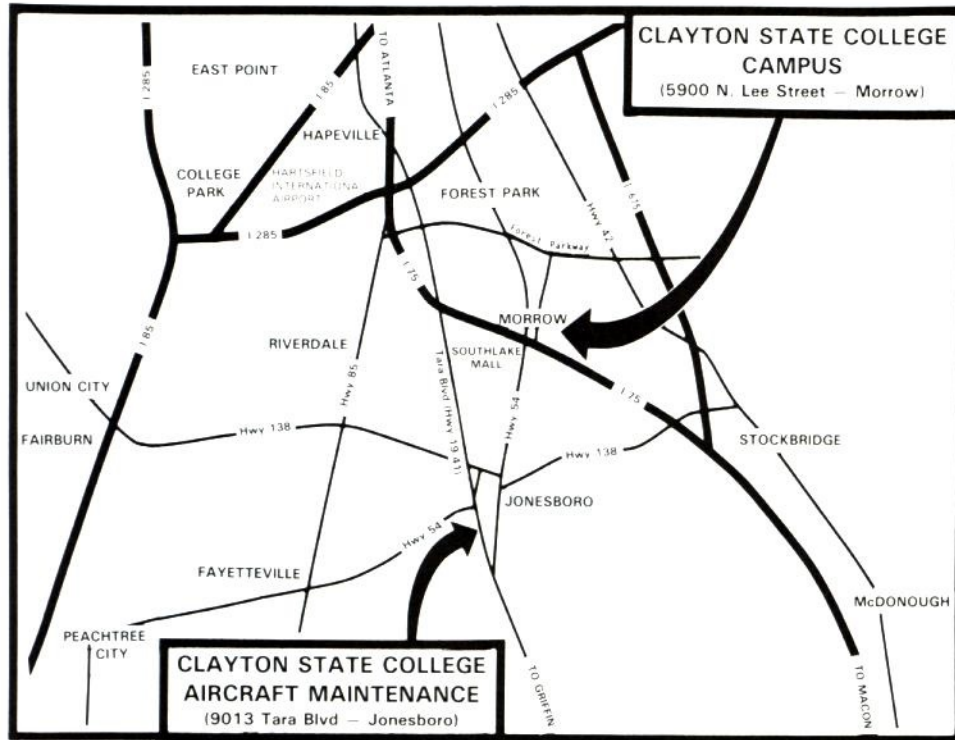 CLAYTON STATE COLLEGE
CAMPUS
(5900 N. Lee Street — Morrow)
TO ATLANTA
I 285
EAST POINT
I 85
I 285
HAPEVILLE
COLLEGE
PARK
HARTSFIELD
INTERNATIONA
AIRPORT
FOREST PARK
I 675
Hwy 42
I 285
Forest Parkway
I 75
MORROW
I 85
RIVERDALE
SOUTHLAKE
MALL
Tara Blvd (Hwy 19-41)
Hwy 85
UNION CITY
I 75
Hwy 54
FAIRBURN
Hwy 138
STOCKBRIDGE
Hwy 138
JONESBORO
Hwy 54
FAYETTEVILLE
McDONOUGH
PEACHTREE
CITY
CLAYTON STATE COLLEGE
AIRCRAFT MAINTENANCE
(9013 Tara Blvd — Jonesboro)
TO GRIFFIN
TO MACON